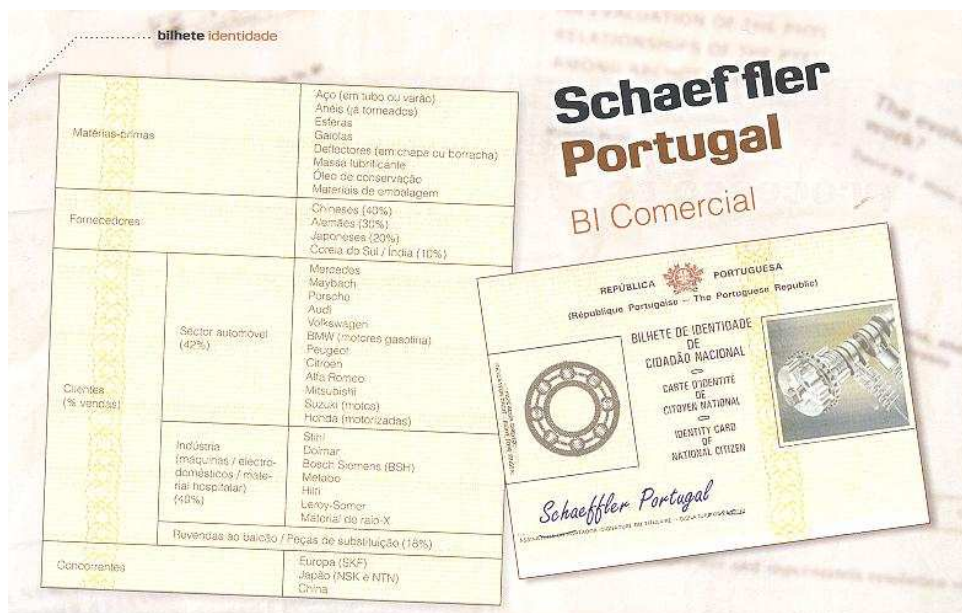 bilhete identidade
Schaeffler
Portugal
BI Comercial
Matérias-primas
Aço (em tubo ou varão)
Anéis (já torneados)
Esferas
Gaiolas
Deflectores (em chapa ou borracha)
Massa lubrificante
Óleo de conservação
Materiais de embalagem
Fornecedores
Chineses (40%)
Alemães (30%)
Japoneses (20%)
Coreia do Sul / Índia (10%)
Clientes
(% vendas)
Sector automóvel
(42%)
Mercedes
Maybach
Porsche
Audi
Volkswagen
BMW (motores gasolina)
Peugeot
Citroen
Alfa Romeo
Mitsubishi
Suzuki (motos)
Honda (motorizadas)
Indústria
(máquinas / electro-
domésticos / mate-
rial hospitalar)
(40%)
Stihl
Dolmar
Bosch Siemens (BSH)
Metabo
Hilti
Leroy-Somer
Material de raio-X
Revendas ao balcão / Peças de substituição (18%)
Concorrentes
Europa (SKF)
Japão (NSK e NTN)
China
REPÚBLICA PORTUGUESA
(République Portugaise – The Portuguese Republic)
BILHETE DE IDENTIDADE
DE
CIDADÃO NACIONAL
CARTE D'IDENTITÉ
DE
CITOYEN NATIONAL
IDENTITY CARD
OF
NATIONAL CITIZEN
Schaeffler Portugal